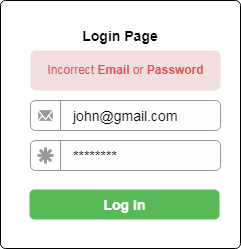 Login Page
Incorrect Email or Password
john@gmail.com
********
Log In